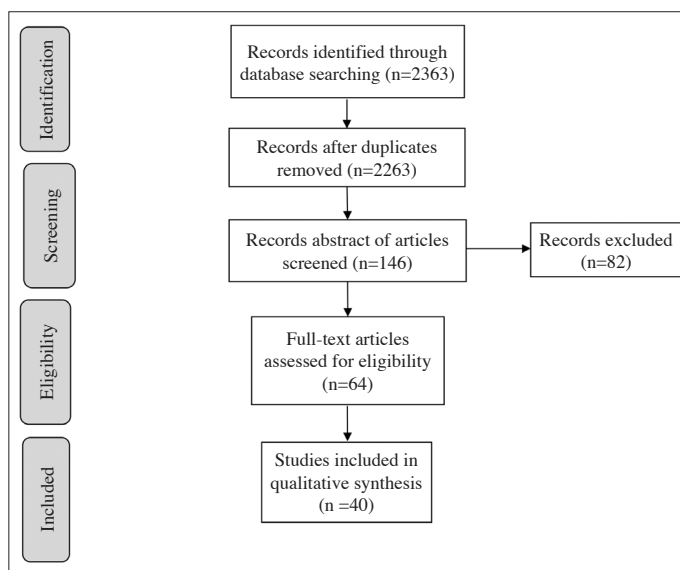 Identification
Records identified through
database searching (n=2363)
Records after duplicates
removed (n=2263)
Screening
Records abstract of articles
screened (n=146)
Records excluded
(n=82)
Eligibility
Full-text articles
assessed for eligibility
(n=64)
Included
Studies included in
qualitative synthesis
(n =40)